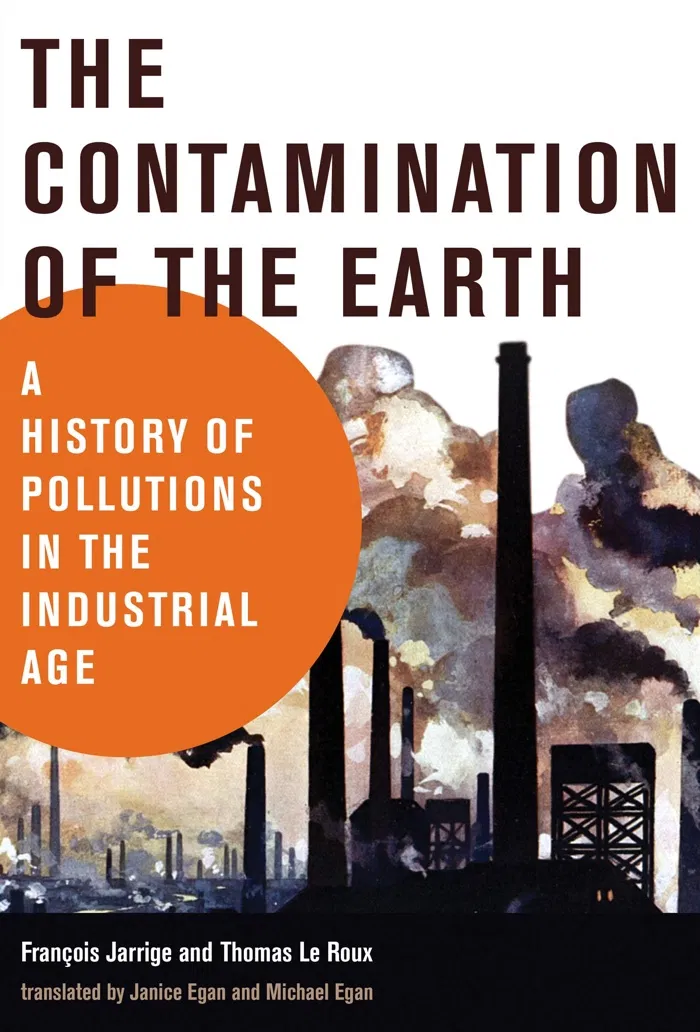 THE
CONTAMINATION
OF THE EARTH
A
HISTORY OF
POLLUTIONS
IN THE
INDUSTRIAL
AGE
François Jarrige and Thomas Le Roux
translated by Janice Egan and Michael Egan